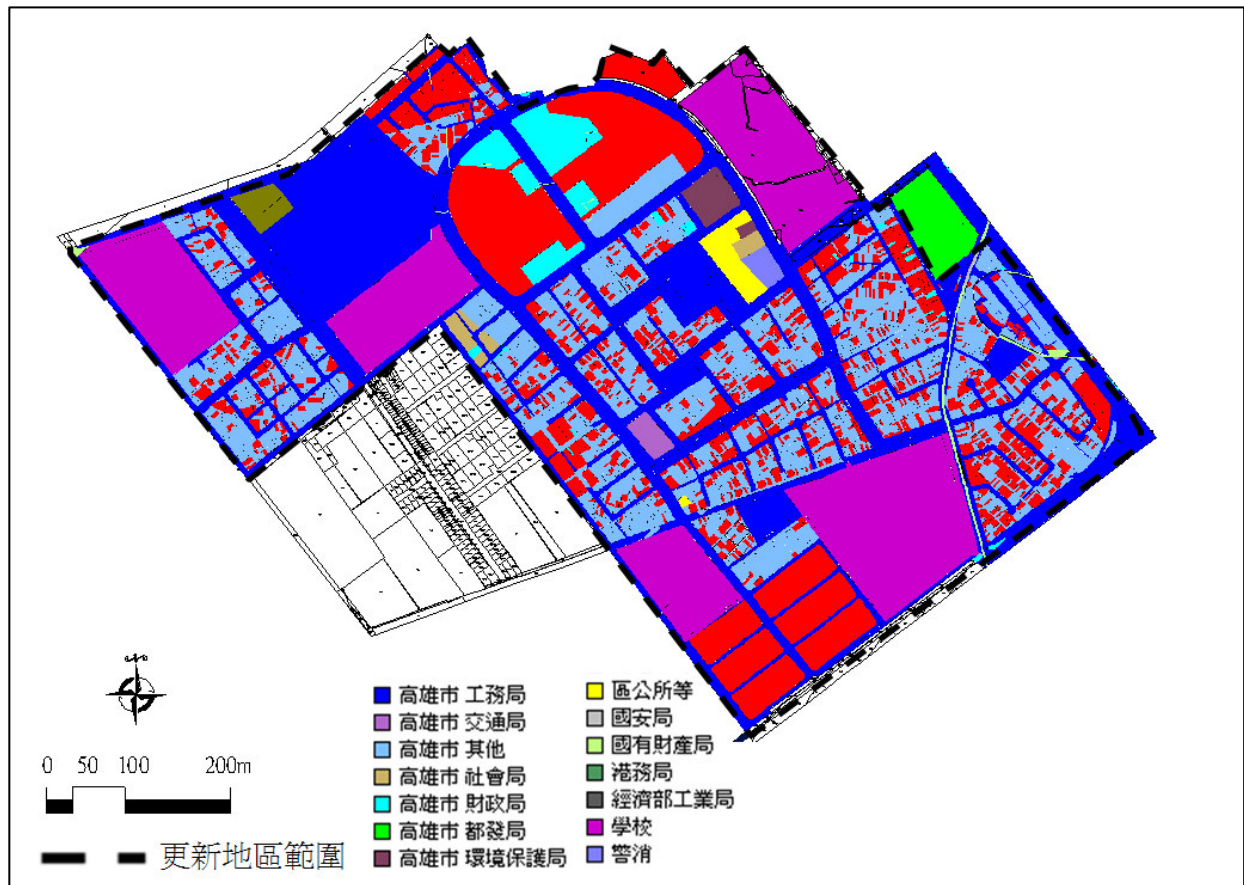 高雄市 工務局
高雄市 交通局
高雄市 其他
高雄市 社會局
高雄市 財政局
高雄市 都發局
高雄市 環境保護局
區公所等
國安局
國有財產局
港務局
經濟部工業局
學校
警消
0 50 100 200m
更新地區範圍